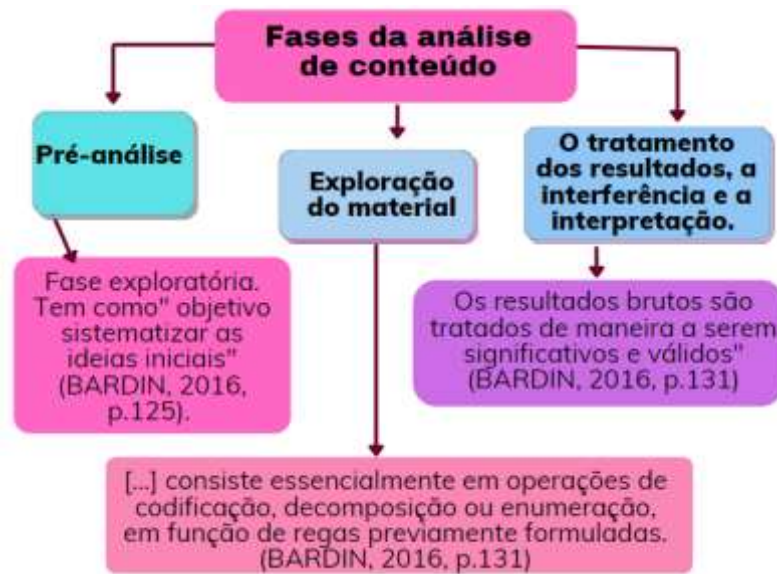 Fases da análise
de conteúdo
Pré-análise
Exploração
do material
O tratamento
dos resultados, a
interferência e a
interpretação.
Fase exploratória.
Tem como" objetivo
sistematizar as
ideias iniciais"
(BARDIN, 2016,
p.125).
Os resultados brutos são
tratados de maneira a serem
significativos e válidos"
(BARDIN, 2016, p.131)
[...] consiste essencialmente em operações de
codificação, decomposição ou enumeração,
em função de regas previamente formuladas.
(BARDIN, 2016, p.131)